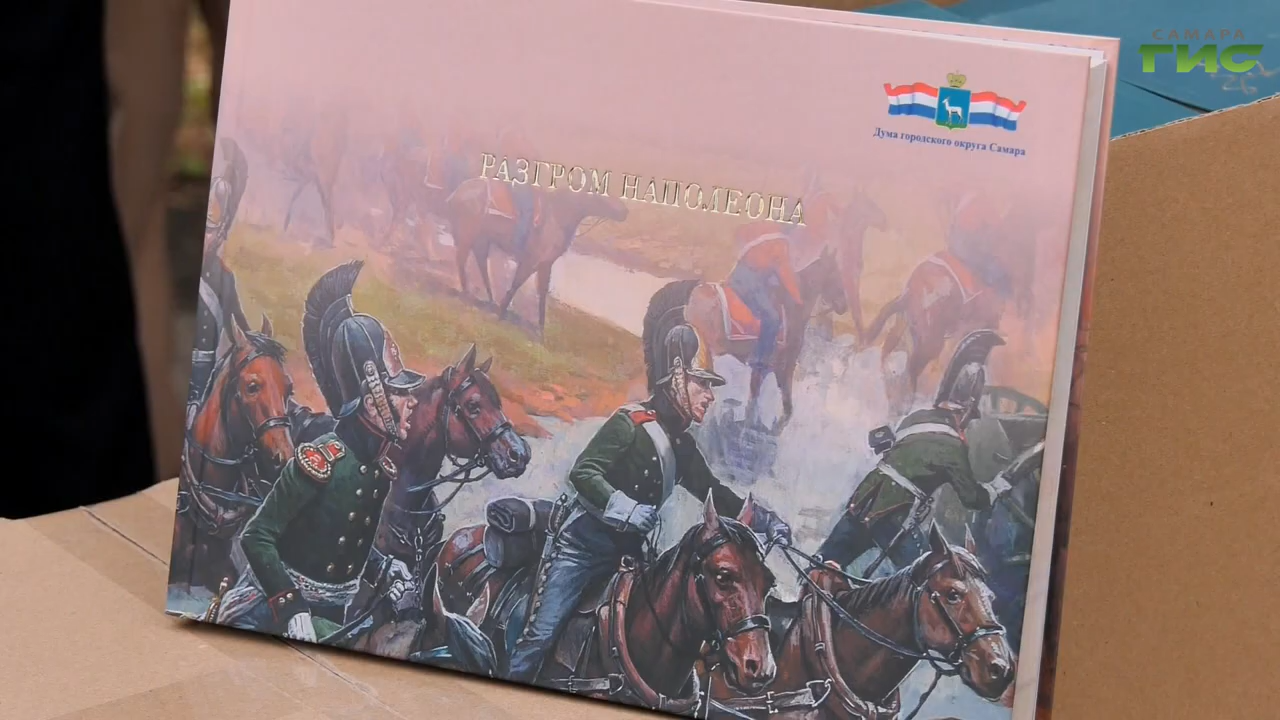 САМАРА
ГИС
Дума городского округа Самара
РАЗГРОМ НАПОЛЕОНА